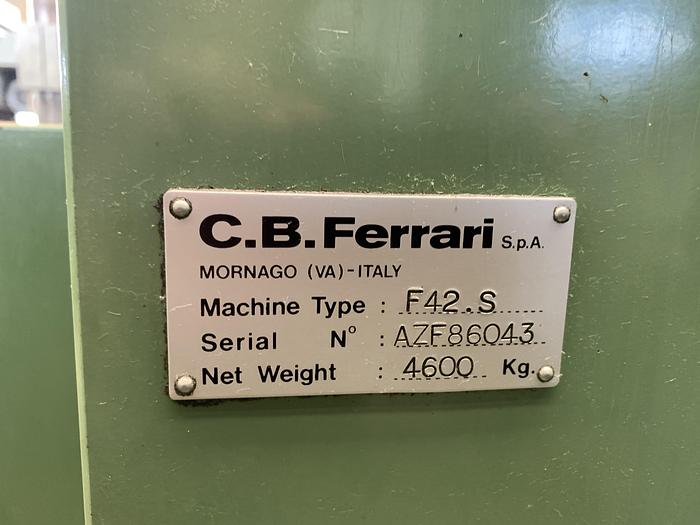 C.B.Ferrari S.p.A.
MORNAGO (VA)-ITALY
Machine Type : F42.S
Serial N° : AZF86043
Net Weight : 4600 Kg.